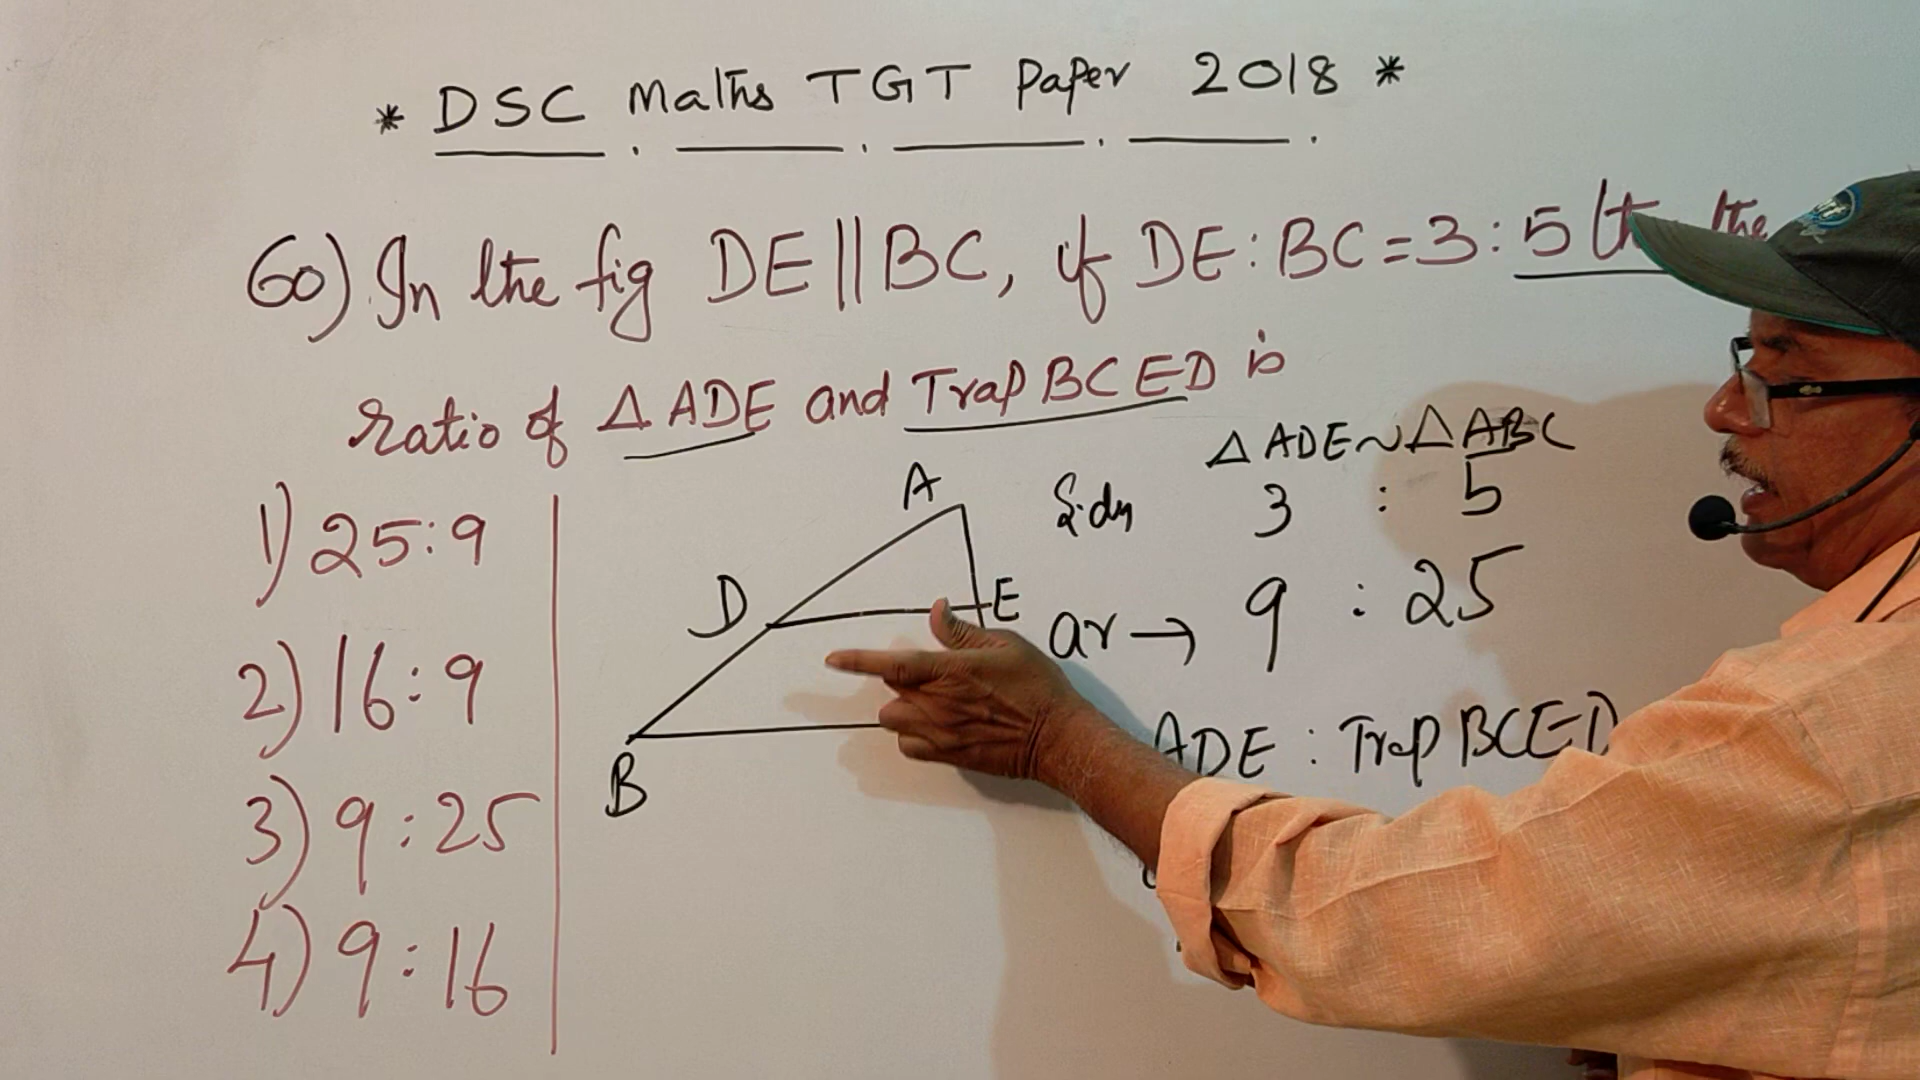 * DSC Maths TGT Paper 2018 *
60) In the fig DE||BC, if DE:BC=3:5 the
ratio of △ ADE and Trap BCED is
1) 25:9
2) 16:9
3) 9:25
4) 9:16
A
D
E
B
△ ADE ~ △ ABC
3 : 5
ar → 9 : 25
ADE : Trap BCED